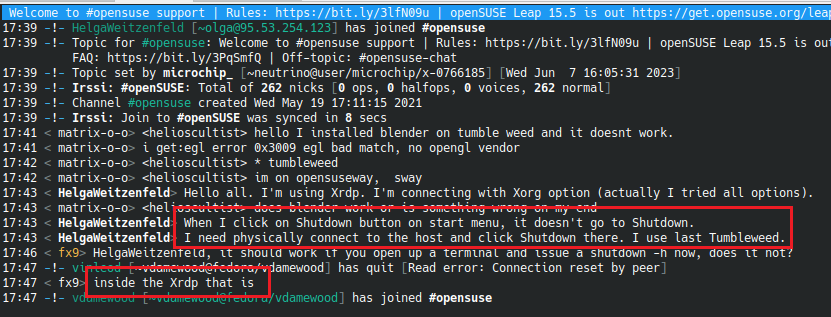 Welcome to #opensuse support | Rules: https://bit.ly/3lfN09u | openSUSE Leap 15.5 is out https://get.opensuse.org/leap
17:39 -!- HelgaWeitzenfeld [~olga@95.53.254.123] has joined #opensuse
17:39 -!- Topic for #opensuse: Welcome to #opensuse support | Rules: https://bit.ly/3lfN09u | openSUSE Leap 15.5 is out
FAQ: https://bit.ly/3PqSmfQ | Off-topic: #opensuse-chat
17:39 -!- Topic set by microchip_ [~neutrino@user/microchip/x-0766185] [Wed Jun 7 16:05:31 2023]
17:39 -!- Irssi: #openSUSE: Total of 262 nicks [0 ops, 0 halfops, 0 voices, 262 normal]
17:39 -!- Channel #opensuse created Wed May 19 17:11:15 2021
17:39 -!- Irssi: Join to #openSUSE was synced in 8 secs
17:41 < matrix-o-o> <helioscultist> hello I installed blender on tumble weed and it doesnt work.
17:41 < matrix-o-o> i get:egl error 0x3009 egl bad match, no opengl vendor
17:42 < matrix-o-o> <helioscultist> * tumbleweed
17:42 < matrix-o-o> im on opensuseway, sway
17:43 < HelgaWeitzenfeld> Hello all. I'm using Xrdp. I'm connecting with Xorg option (actually I tried all options).
17:43 < matrix-o-o> <helioscultist> does blender work or is something wrong on my end
17:43 < HelgaWeitzenfeld> When I click on Shutdown button on start menu, it doesn't go to Shutdown.
17:43 < HelgaWeitzenfeld> I need physically connect to the host and click Shutdown there. I use last Tumbleweed.
17:46 < fx9> HelgaWeitzenfeld, it should work if you open up a terminal and issue a shutdown -h now, does it not?
17:47 -!- [~vdamewood@fedora/vdamewood] has quit [Read error: Connection reset by peer]
17:47 < fx9> inside the Xrdp that is
17:47 -!- vdamewood [~vdamewood@fedora/vdamewood] has joined #opensuse